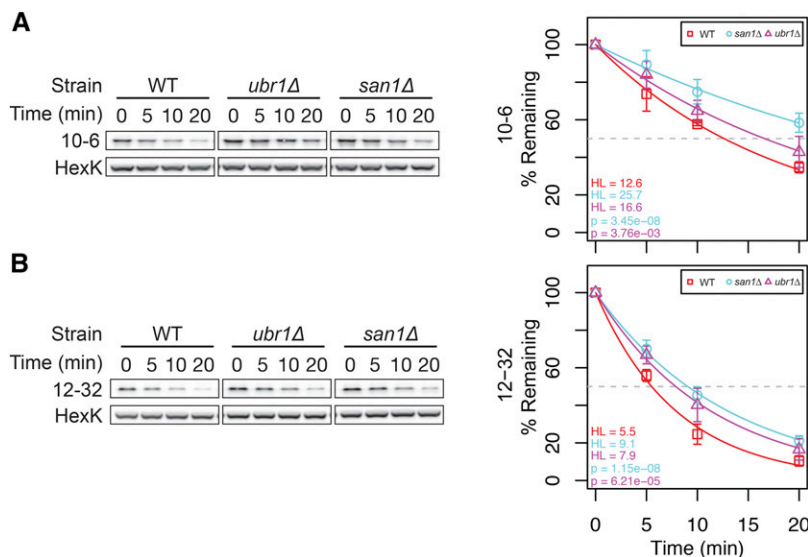 A
Strain WT ubr1Δ san1Δ
Time (min) 0 5 10 20 0 5 10 20 0 5 10 20
10-6
HexK
10-6
% Remaining
100
60
40
20
0
WT san1Δ ubr1Δ
HL = 12.6
HL = 25.7
HL = 16.6
p = 3.45e−08
p = 3.76e−03
B
Strain WT ubr1Δ san1Δ
Time (min) 0 5 10 20 0 5 10 20 0 5 10 20
12-32
HexK
12−32
% Remaining
100
60
40
20
0
WT san1Δ ubr1Δ
HL = 5.5
HL = 9.1
HL = 7.9
p = 1.15e−08
p = 6.21e−05
0 5 10 15 20
Time (min)